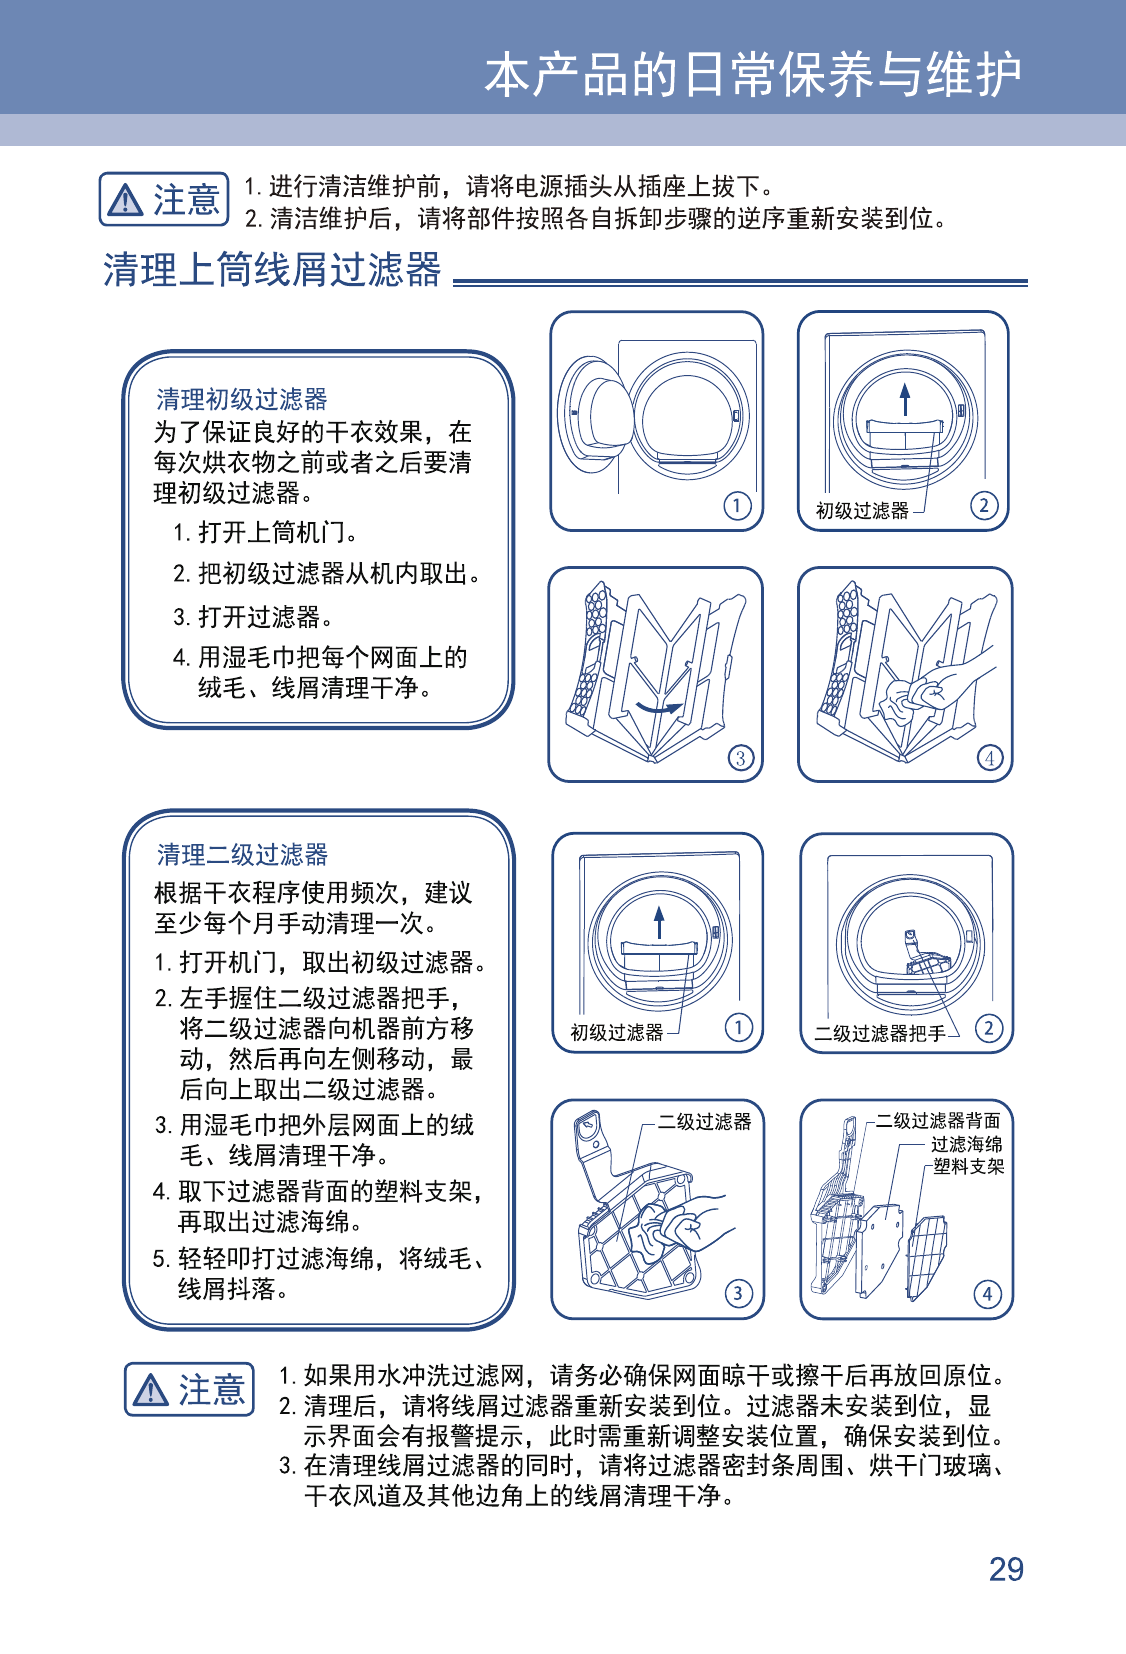 本产品的日常保养与维护
注意
1. 进行清洁维护前，请将电源插头从插座上拔下。
2. 清洁维护后，请将部件按照各自拆卸步骤的逆序重新安装到位。
清理上筒线屑过滤器
清理初级过滤器
为了保证良好的干衣效果，在
每次烘衣物之前或者之后要清
理初级过滤器。
1. 打开上筒机门。
2. 把初级过滤器从机内取出。
3. 打开过滤器。
4. 用湿毛巾把每个网面上的
绒毛、线屑清理干净。
①
初级过滤器
②
③
④
清理二级过滤器
根据干衣程序使用频次，建议
至少每个月手动清理一次。
1. 打开机门，取出初级过滤器。
2. 左手握住二级过滤器把手，
将二级过滤器向机器前方移
动，然后再向左侧移动，最
后向上取出二级过滤器。
3. 用湿毛巾把外层网面上的绒
毛、线屑清理干净。
4. 取下过滤器背面的塑料支架，
再取出过滤海绵。
5. 轻轻叩打过滤海绵，将绒毛、
线屑抖落。
初级过滤器
①
二级过滤器把手
②
二级过滤器
③
二级过滤器背面
过滤海绵
塑料支架
④
注意
1. 如果用水冲洗过滤网，请务必确保网面晾干或擦干后再放回原位。
2. 清理后，请将线屑过滤器重新安装到位。过滤器未安装到位，显
示界面会有报警提示，此时需重新调整安装位置，确保安装到位。
3. 在清理线屑过滤器的同时，请将过滤器密封条周围、烘干门玻璃、
干衣风道及其他边角上的线屑清理干净。
29